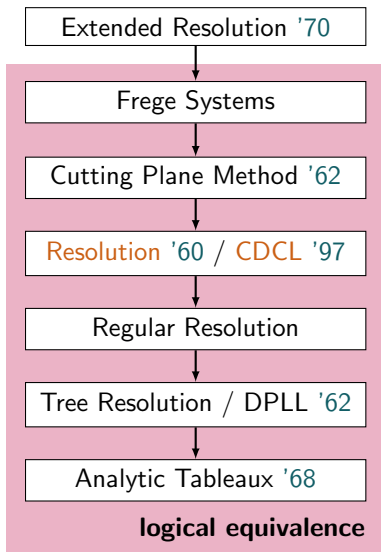 Extended Resolution '70
Frege Systems
Cutting Plane Method '62
Resolution '60 / CDCL '97
Regular Resolution
Tree Resolution / DPLL '62
Analytic Tableaux '68
logical equivalence